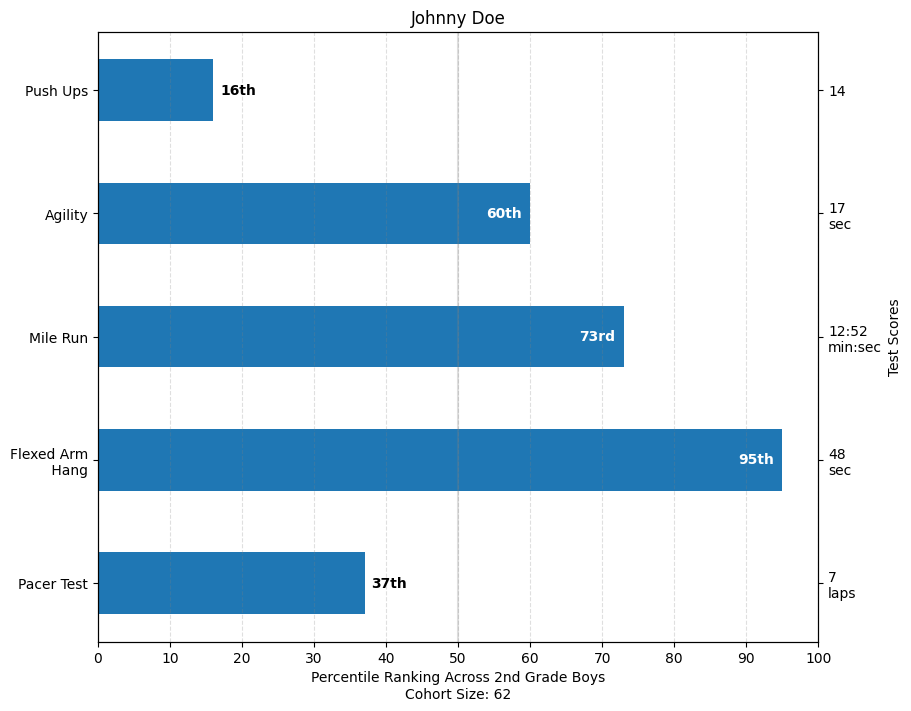 Johnny Doe
Push Ups
16th
14
Agility
60th
17
sec
Mile Run
73rd
12:52
min:sec
Test Scores
Flexed Arm
Hang
95th
48
sec
Pacer Test
37th
7
laps
0 10 20 30 40 50 60 70 80 90 100
Percentile Ranking Across 2nd Grade Boys
Cohort Size: 62